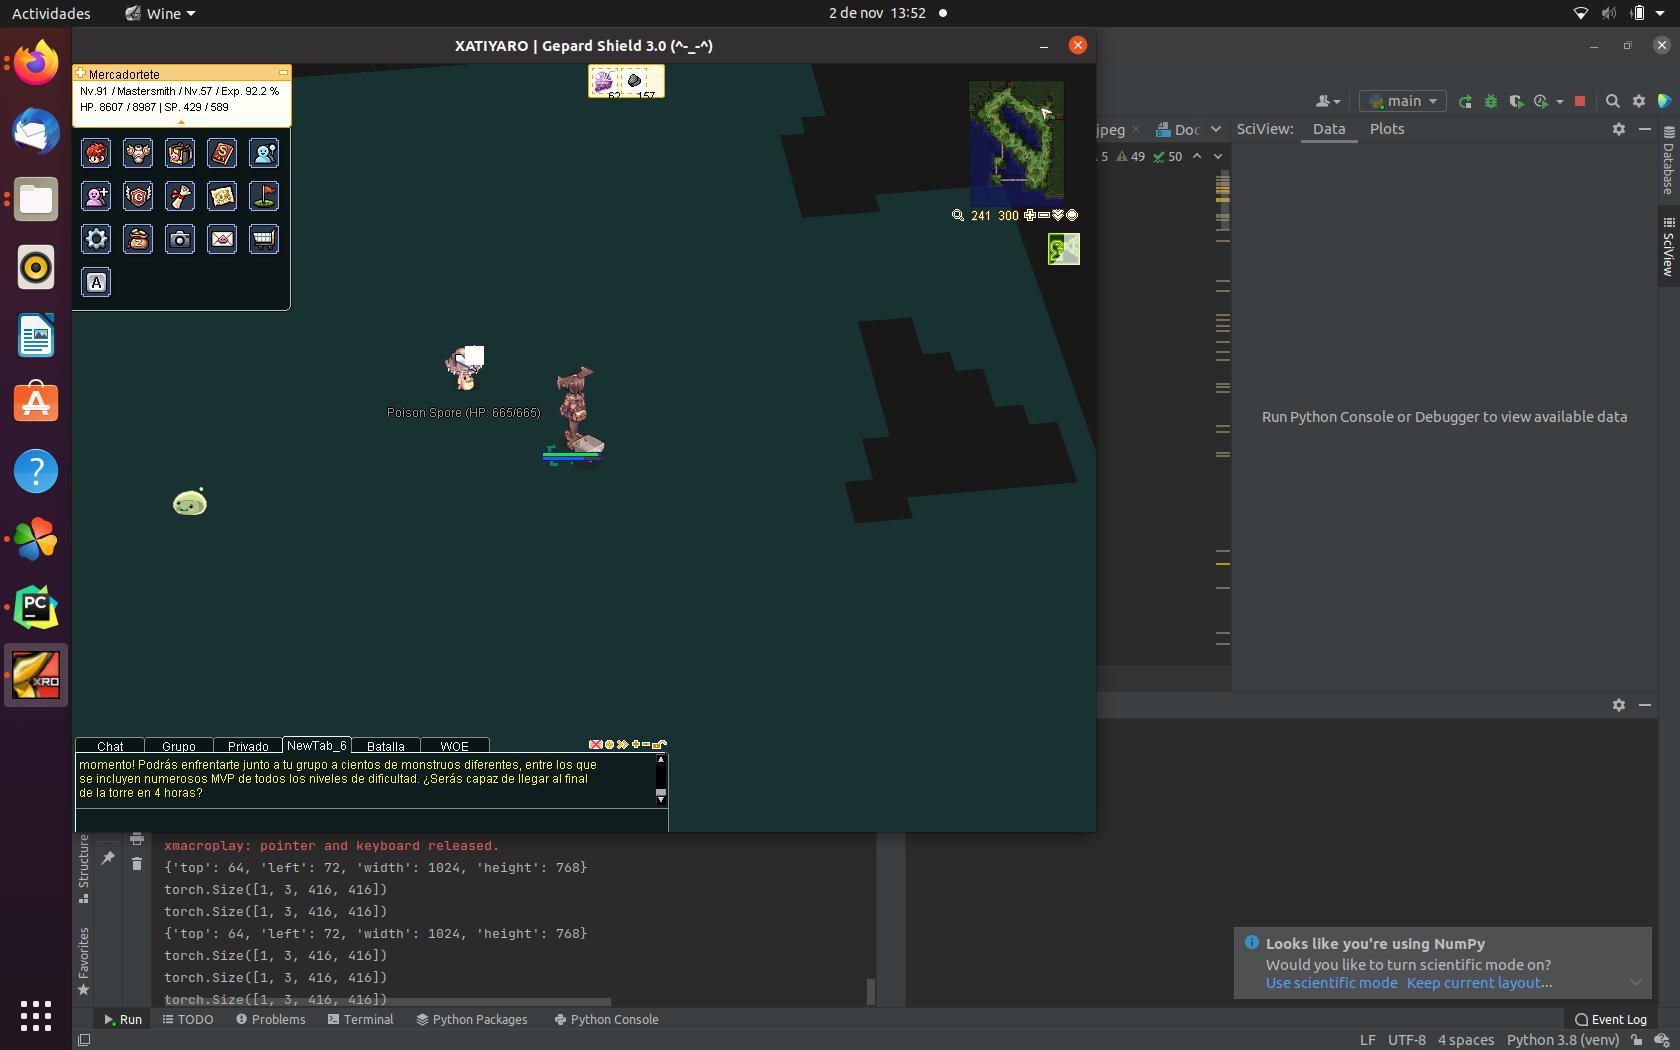 Actividades
Wine
2 de nov 13:52
XATIYARO | Gepard Shield 3.0 (^-_-^)
Mercadortete
Nv.91 / Mastersmith / Nv.57 / Exp. 92.2 %
HP. 8607 / 8987 | SP. 429 / 589
62 157
A
241 300
Poison Spore (HP: 665/665)
Chat
Grupo
Privado
NewTab_6
Batalla
WOE
momento! Podrás enfrentarte junto a tu grupo a cientos de monstruos diferentes, entre los que
se incluyen numerosos MVP de todos los niveles de dificultad. ¿Serás capaz de llegar al final
de la torre en 4 horas?
main
jpeg
Doc
SciView:
Data
Plots
5
49
50
Database
SciView
Run Python Console or Debugger to view available data
PC
XRO
Structure
Favorites
xmacroplay: pointer and keyboard released.
{'top': 64, 'left': 72, 'width': 1024, 'height': 768}
torch.Size([1, 3, 416, 416])
torch.Size([1, 3, 416, 416])
{'top': 64, 'left': 72, 'width': 1024, 'height': 768}
torch.Size([1, 3, 416, 416])
torch.Size([1, 3, 416, 416])
torch.Size([1, 3, 416, 416])
Looks like you're using NumPy
Would you like to turn scientific mode on?
Use scientific mode Keep current layout...
Run
TODO
Problems
Terminal
Python Packages
Python Console
Event Log
LF UTF-8 4 spaces Python 3.8 (venv)